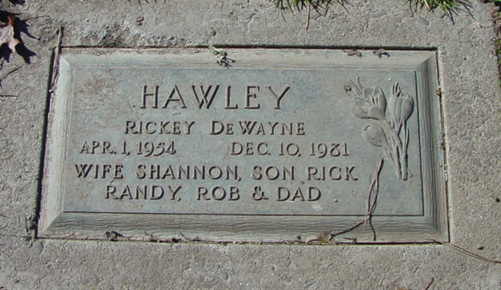 HAWLEY
RICKEY DEWAYNE
APR. 1, 1954 DEC. 10, 1981
WIFE SHANNON, SON RICK
RANDY, ROB & DAD